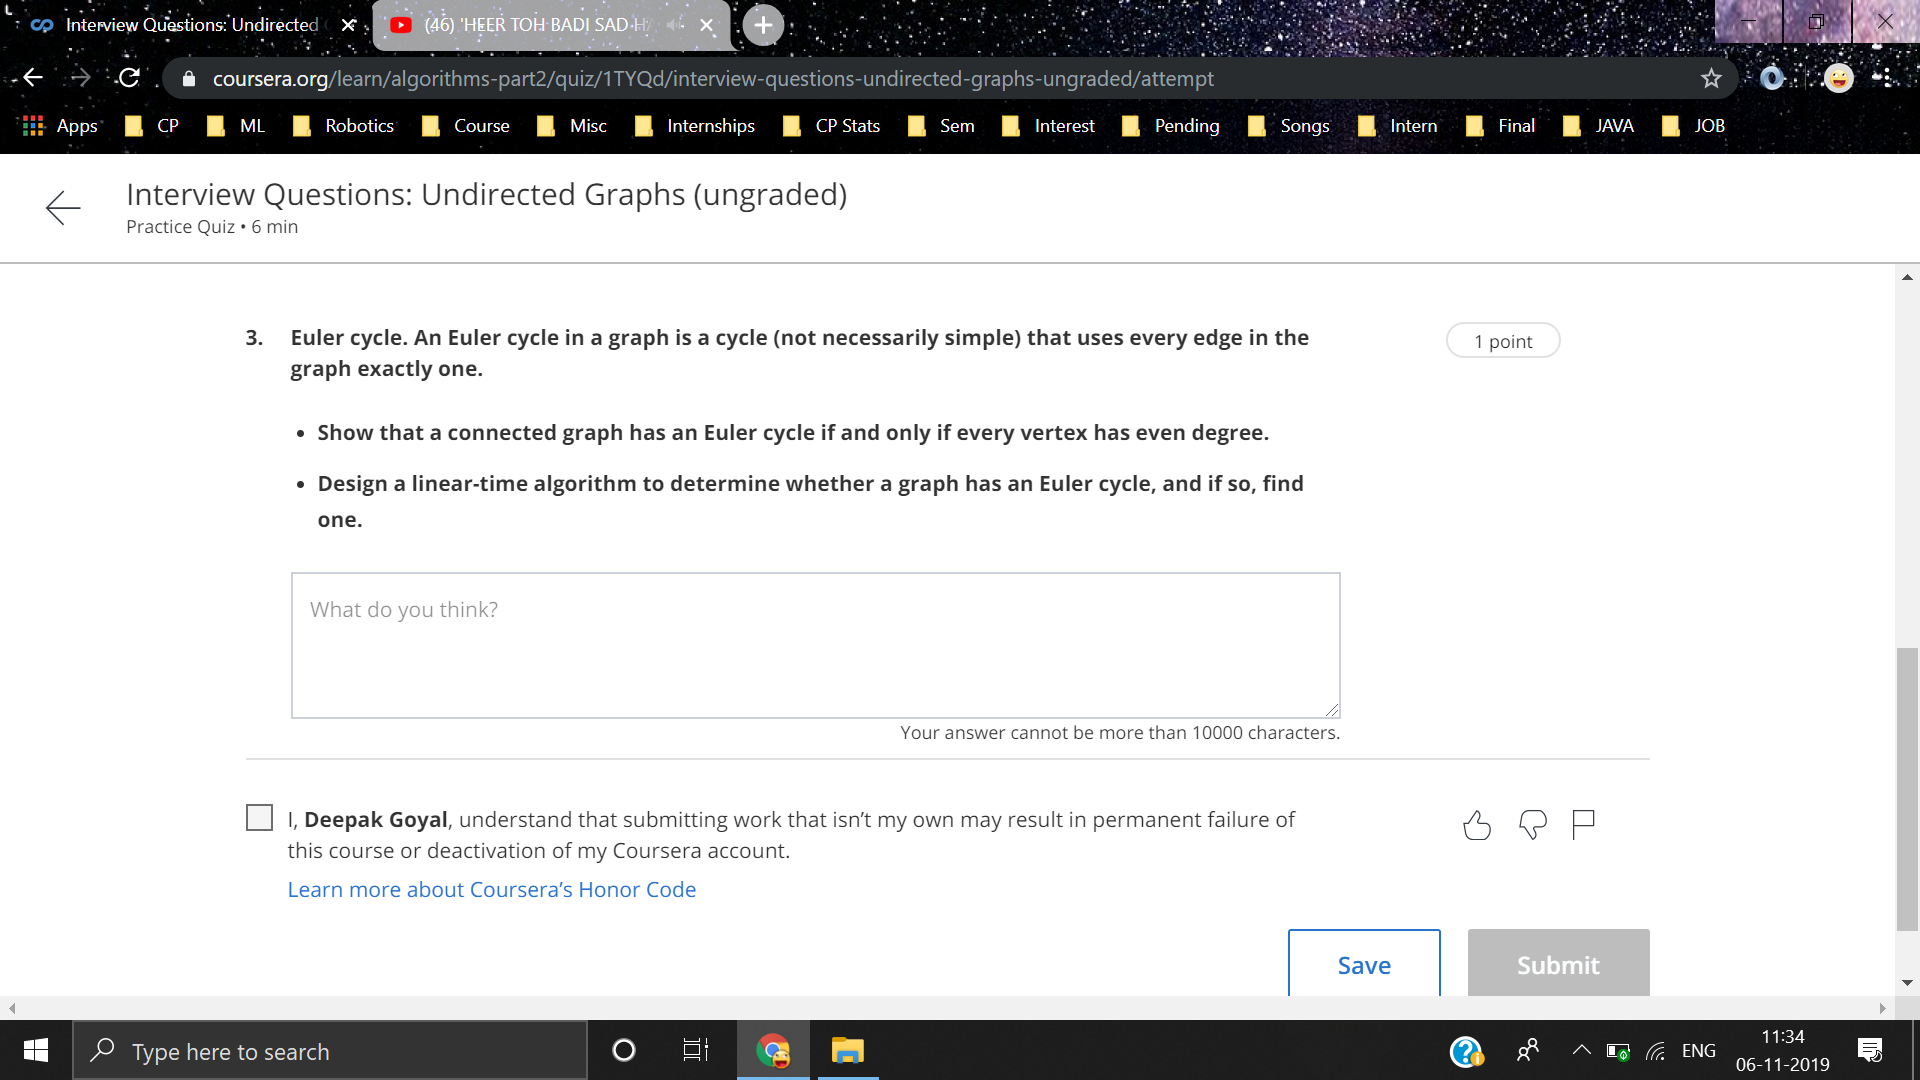 Interview Questions: Undirected
(46) 'HEER TOH BADI SAD H
coursera.org/learn/algorithms-part2/quiz/1TYQd/interview-questions-undirected-graphs-ungraded/attempt
Apps CP ML Robotics Course Misc Internships CP Stats Sem Interest Pending Songs Intern Final JAVA JOB
Interview Questions: Undirected Graphs (ungraded)
Practice Quiz • 6 min
3. Euler cycle. An Euler cycle in a graph is a cycle (not necessarily simple) that uses every edge in the
graph exactly one.
1 point
• Show that a connected graph has an Euler cycle if and only if every vertex has even degree.
• Design a linear-time algorithm to determine whether a graph has an Euler cycle, and if so, find
one.
What do you think?
Your answer cannot be more than 10000 characters.
I, Deepak Goyal, understand that submitting work that isn’t my own may result in permanent failure of
this course or deactivation of my Coursera account.
Learn more about Coursera’s Honor Code
Save Submit
Type here to search
ENG
11:34
06-11-2019